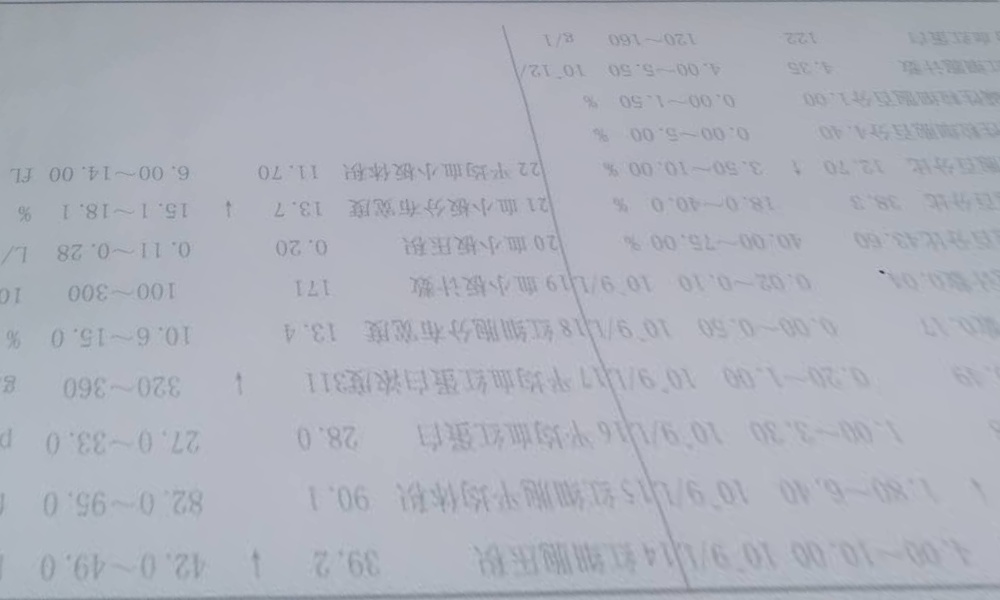 4.00~10.00 10^9/L 14 红细胞压积 39.2 ↓ 42.0~49.0
↓ 1.80~6.40 10^9/L 15 红细胞平均体积 90.1 82.0~95.0
1.00~3.30 10^9/L 16 平均血红蛋白 28.0 27.0~33.0 p
0.20~1.00 10^9/L 17 平均血红蛋白浓度311 ↓ 320~360 g
0.17 0.00~0.50 10^9/L 18 红细胞分布宽度 13.4 10.6~15.0 %
计数0.04 0.02~0.10 10^9/L 19 血小板计数 171 100~300 10
百分比43.60 40.00~75.00 % 20 血小板压积 0.20 0.11~0.28 L/
百分比 38.3 18.0~40.0 % 21 血小板分布宽度 13.7 ↓ 15.1~18.1 %
胞百分比 12.70 ↑ 3.50~10.00 % 22 平均血小板体积 11.70 6.00~14.00 fL
性粒细胞百分4.40 0.00~5.00 %
碱性粒细胞百分1.00 0.00~1.50 %
红细胞计数 4.35 4.00~5.50 10^12/
血红蛋白 122 120~160 g/l